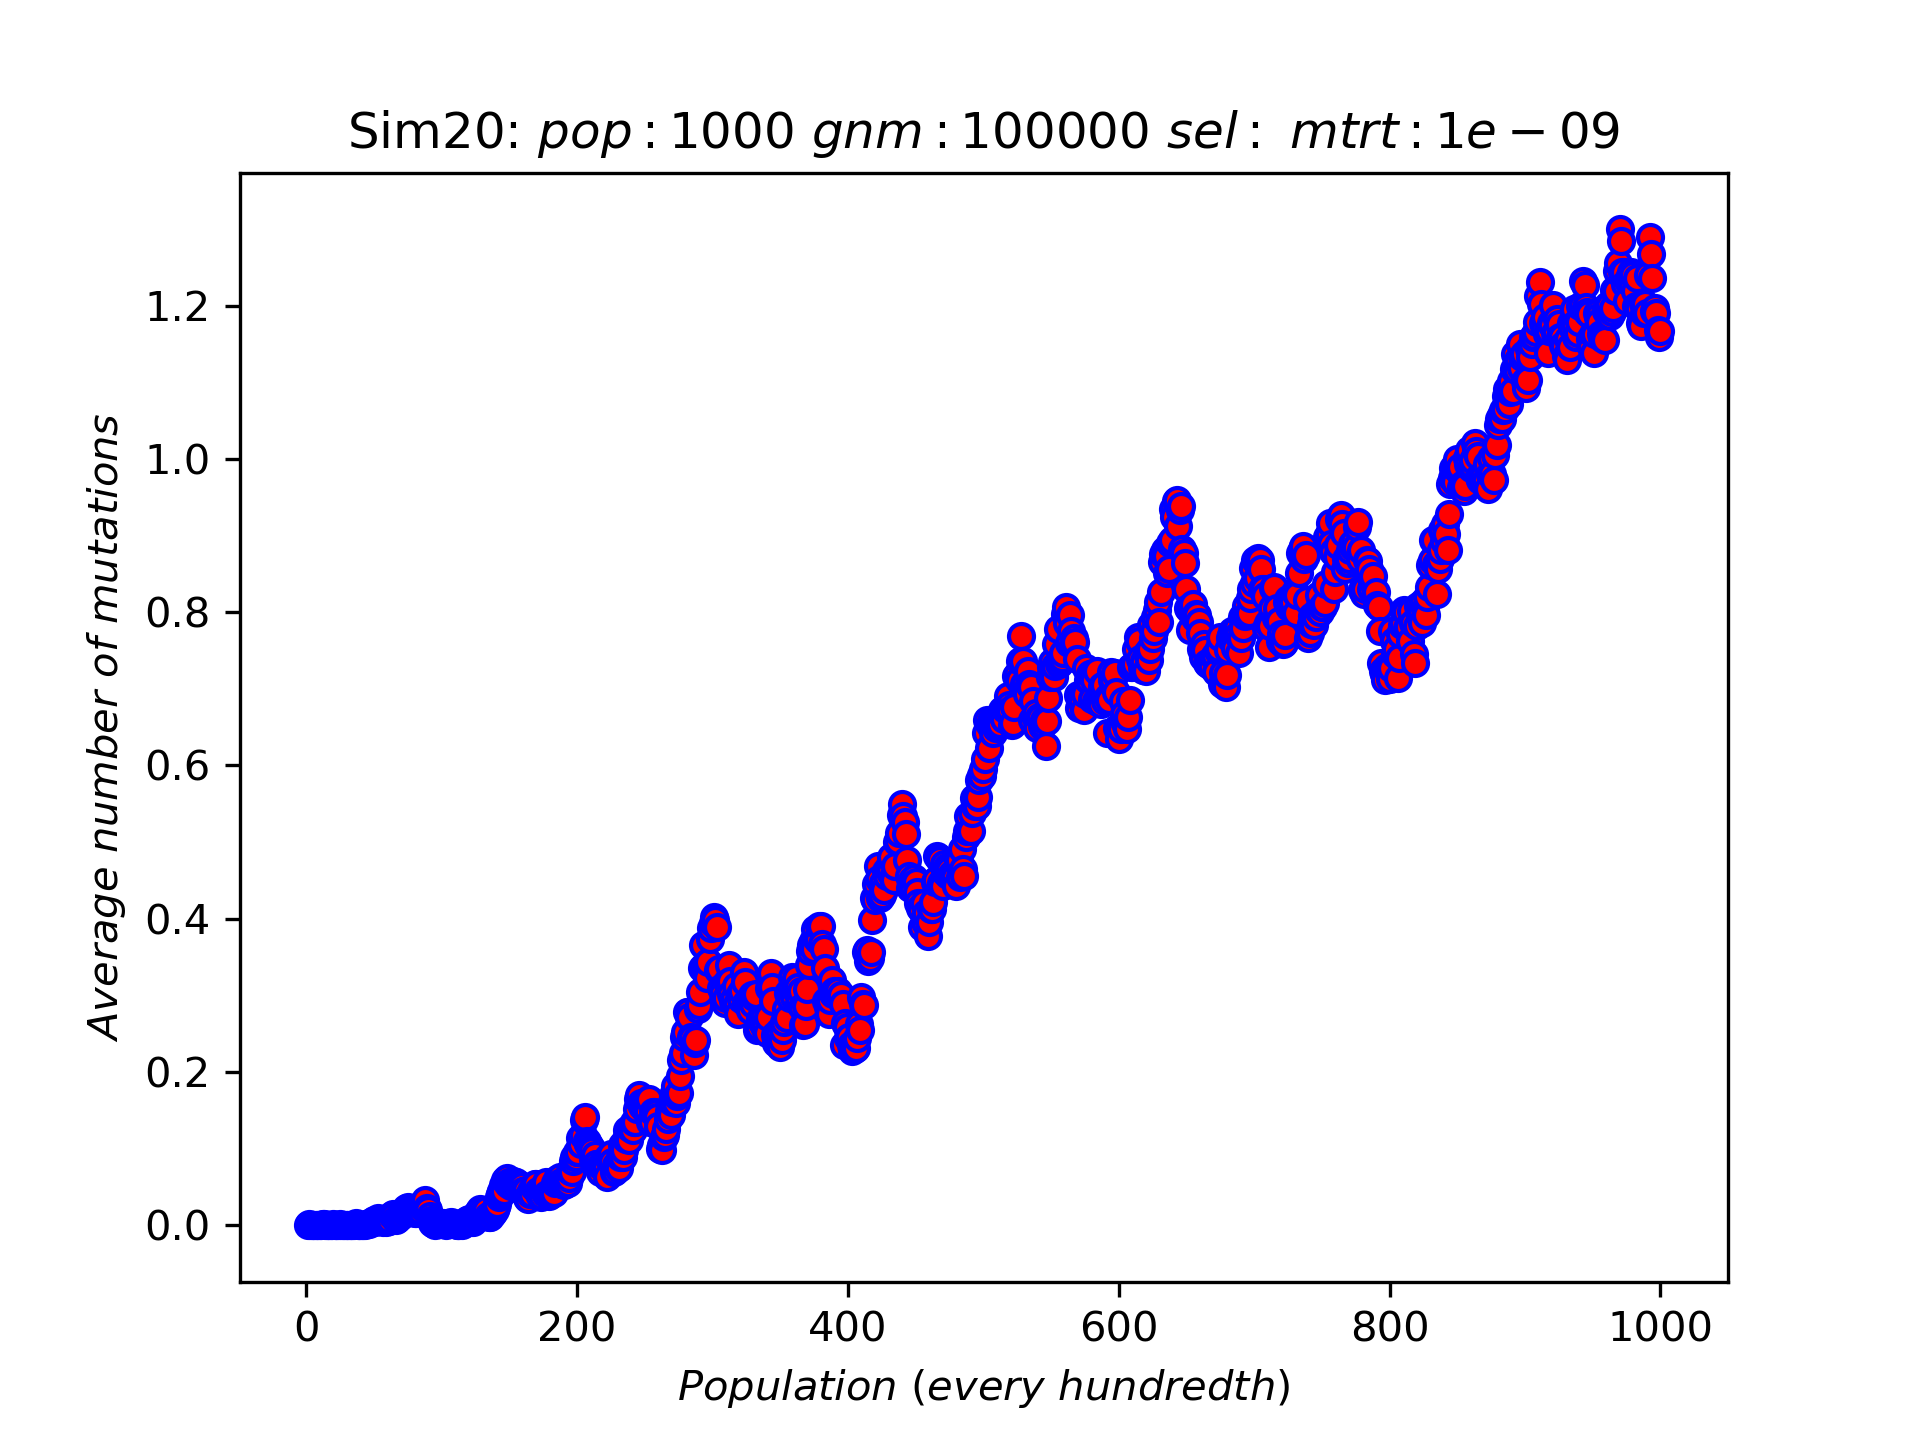 Sim20: pop : 1000 gnm : 100000 sel : mtrt : 1e − 09
Average number of mutations
1.2
1.0
0.8
0.6
0.4
0.2
0.0
0 200 400 600 800 1000
Population (every hundredth)